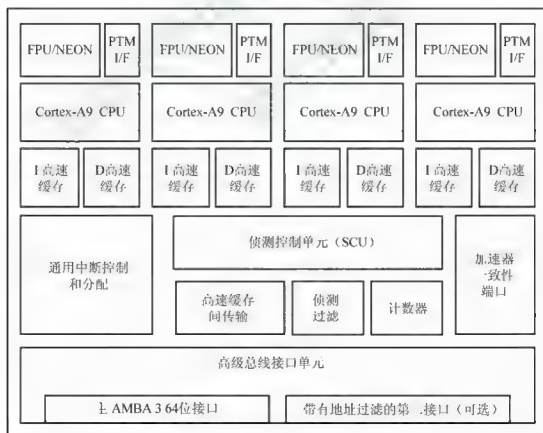 FPU/NEON
PTM
I/F
FPU/NEON
PTM
I/F
FPU/NEON
PTM
I/F
FPU/NEON
PTM
I/F
Cortex-A9 CPU
Cortex-A9 CPU
Cortex-A9 CPU
Cortex-A9 CPU
I 高速
缓存
D高速
缓存
I 高速
缓存
D高速
缓存
I 高速
缓存
D高速
缓存
I 高速
缓存
D高速
缓存
通用中断控制
和分配
侦测控制单元（SCU）
加速器
一致性
端口
高速缓存
间传输
侦测
过滤
计数器
高级总线接口单元
主 AMBA 3 64位接口
带有地址过滤的第 接口（可选）